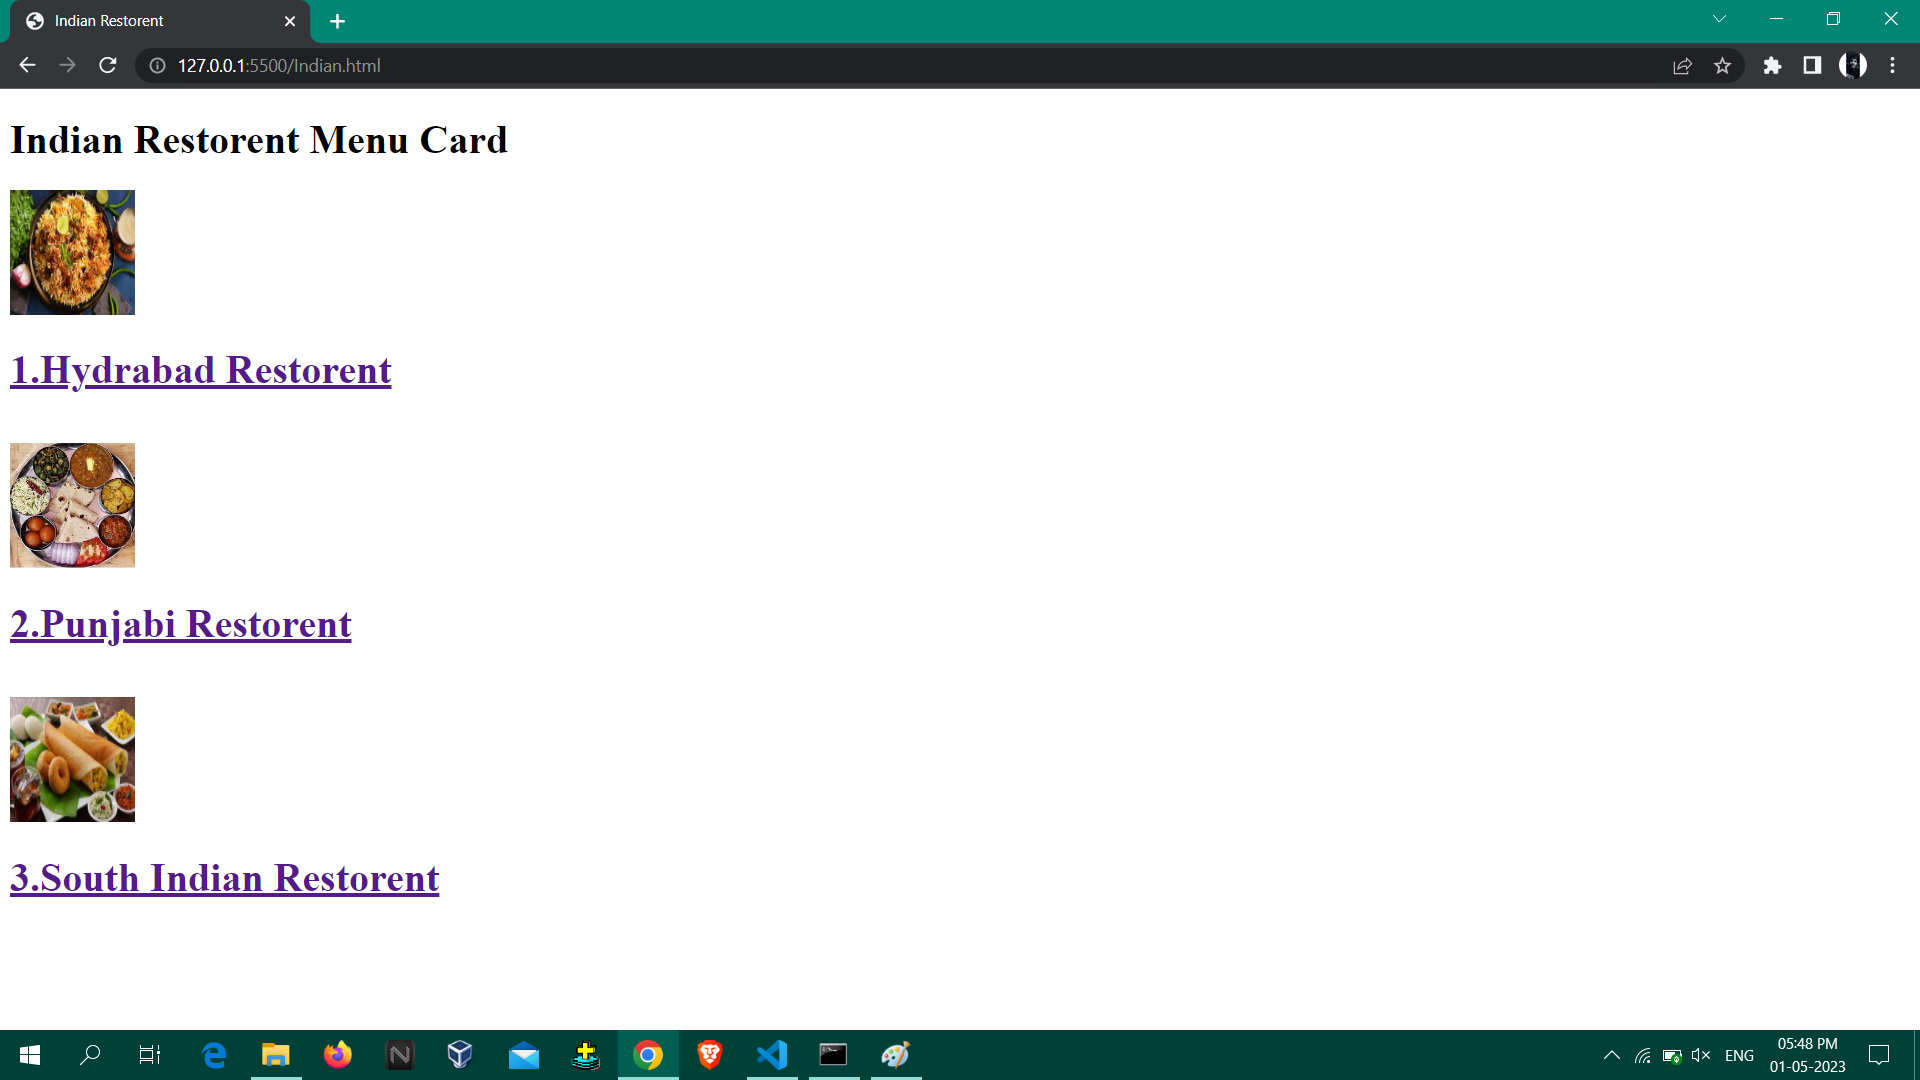 Indian Restorent
127.0.0.1:5500/Indian.html
Indian Restorent Menu Card
1.Hydrabad Restorent
2.Punjabi Restorent
3.South Indian Restorent
ENG
05:48 PM
01-05-2023